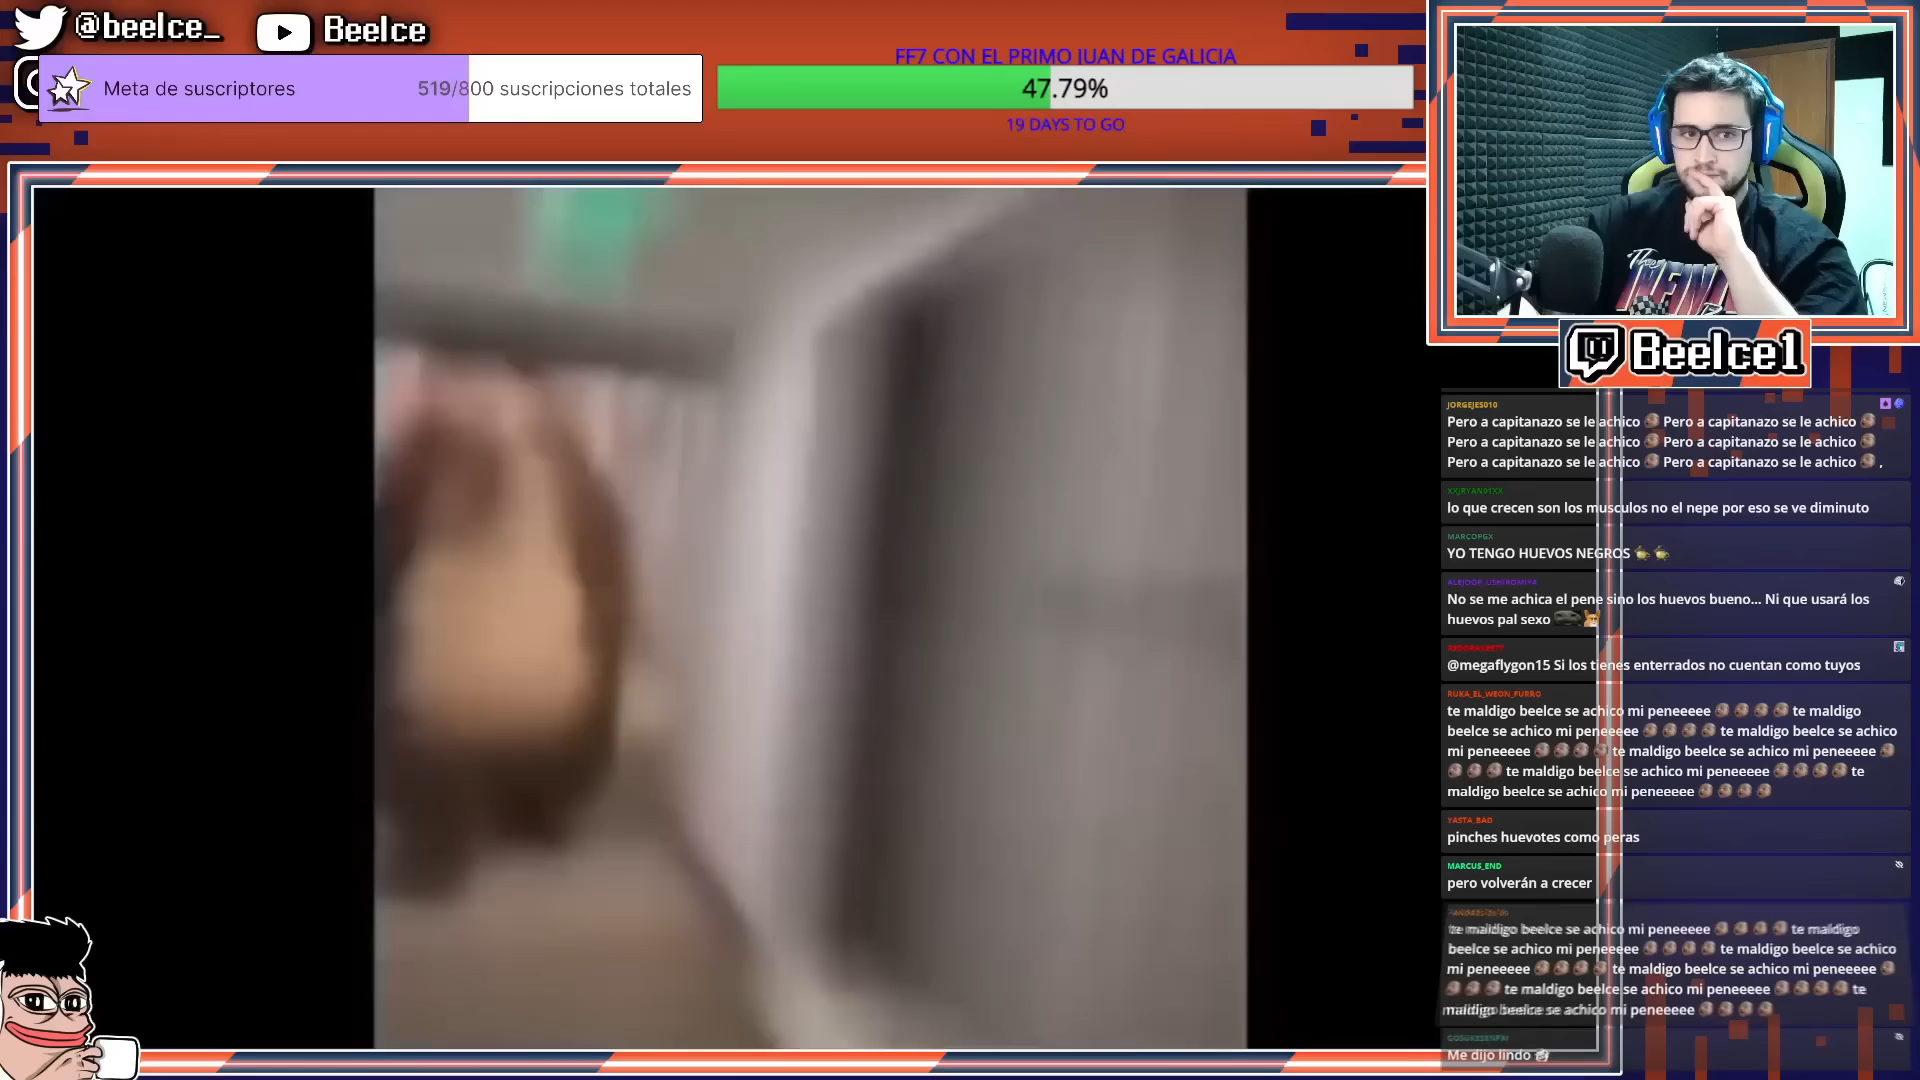 @beelce_
Beelce
Meta de suscriptores
519/800 suscripciones totales
FF7 CON EL PRIMO JUAN DE GALICIA
47.79%
19 DAYS TO GO
The
Beelce1
JORGEJES010
Pero a capitanazo se le achico Pero a capitanazo se le achico
Pero a capitanazo se le achico Pero a capitanazo se le achico
Pero a capitanazo se le achico Pero a capitanazo se le achico ,
XXJRYAN01XX
lo que crecen son los musculos no el nepe por eso se ve diminuto
MARCOPGX
YO TENGO HUEVOS NEGROS
No se me achica el pene sino los huevos bueno... Ni que usará los
huevos pal sexo
@megaflygon15 Si los tienes enterrados no cuentan como tuyos
RUKA_EL_WEON_FURRO
te maldigo beelce se achico mi peneeeee te maldigo
beelce se achico mi peneeeee te maldigo beelce se achico
mi peneeeee te maldigo beelce se achico mi peneeeee
te maldigo beelce se achico mi peneeeee te
maldigo beelce se achico mi peneeeee
YASTA_BAD
pinches huevotes como peras
MARCUS_END
pero volverán a crecer
te maldigo beelce se achico mi peneeeee te maldigo
beelce se achico mi peneeeee te maldigo beelce se achico
mi peneeeee te maldigo beelce se achico mi peneeeee
te maldigo beelce se achico mi peneeeee te
maldigo beelce se achico mi peneeeee
GOSUKESENPAI
Me dijo lindo